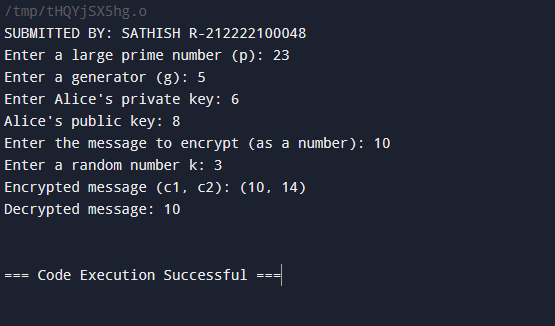 /tmp/tHQYjSX5hg.o
SUBMITTED BY: SATHISH R-212222100048
Enter a large prime number (p): 23
Enter a generator (g): 5
Enter Alice's private key: 6
Alice's public key: 8
Enter the message to encrypt (as a number): 10
Enter a random number k: 3
Encrypted message (c1, c2): (10, 14)
Decrypted message: 10
=== Code Execution Successful ===